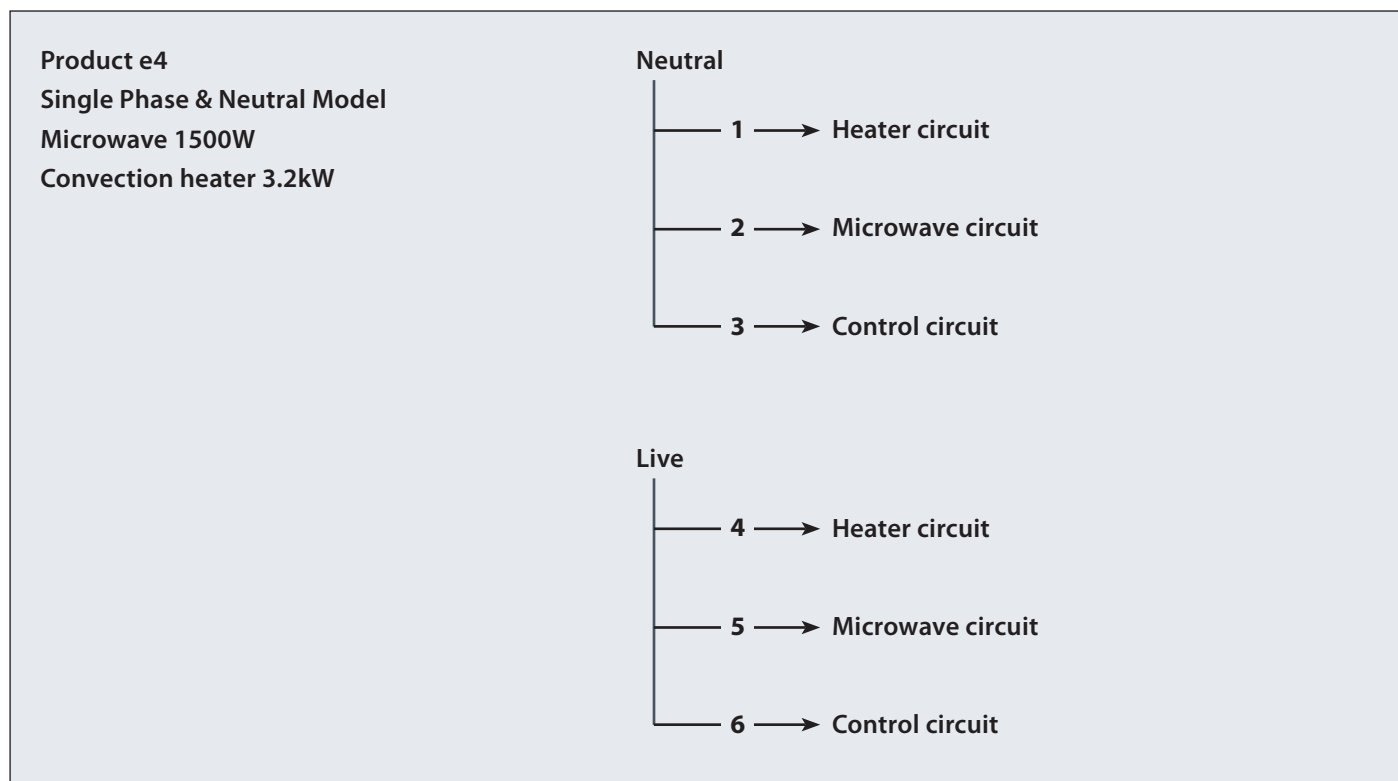 Product e4
Single Phase & Neutral Model
Microwave 1500W
Convection heater 3.2kW
Neutral
1 Heater circuit
2 Microwave circuit
3 Control circuit
Live
4 Heater circuit
5 Microwave circuit
6 Control circuit